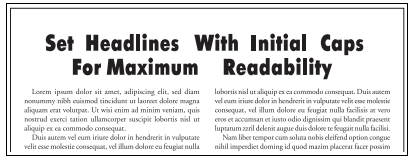 Set Headlines With Initial Caps
For Maximum Readability
Lorem ipsum dolor sit amet, adipiscing elit, sed diam
nonummy nibh euismod tincidunt ut laoreet dolore magna
aliquam erat volutpat. Ut wisi enim ad minim veniam, quis
nostrud exerci tation ullamcorper suscipit lobortis nisl ut
aliquip ex ea commodo consequat.
Duis autem vel eum iriure dolor in hendrerit in vulputate
velit esse molestie consequat, vel illum dolore eu feugiat nulla
lobortis nisl ut aliquip ex ea commodo consequat. Duis autem
vel eum iriure dolor in hendrerit in vulputate velit esse molestie
consequat, vel illum dolore eu feugiat nulla facilisis at vero
eros et accumsan et iusto odio dignissim qui blandit praesent
luptatum zzril delenit augue duis dolore te feugait nulla facilisi.
Nam liber tempor cum soluta nobis eleifend option congue
nihil imperdiet doming id quod mazim placerat facer possim